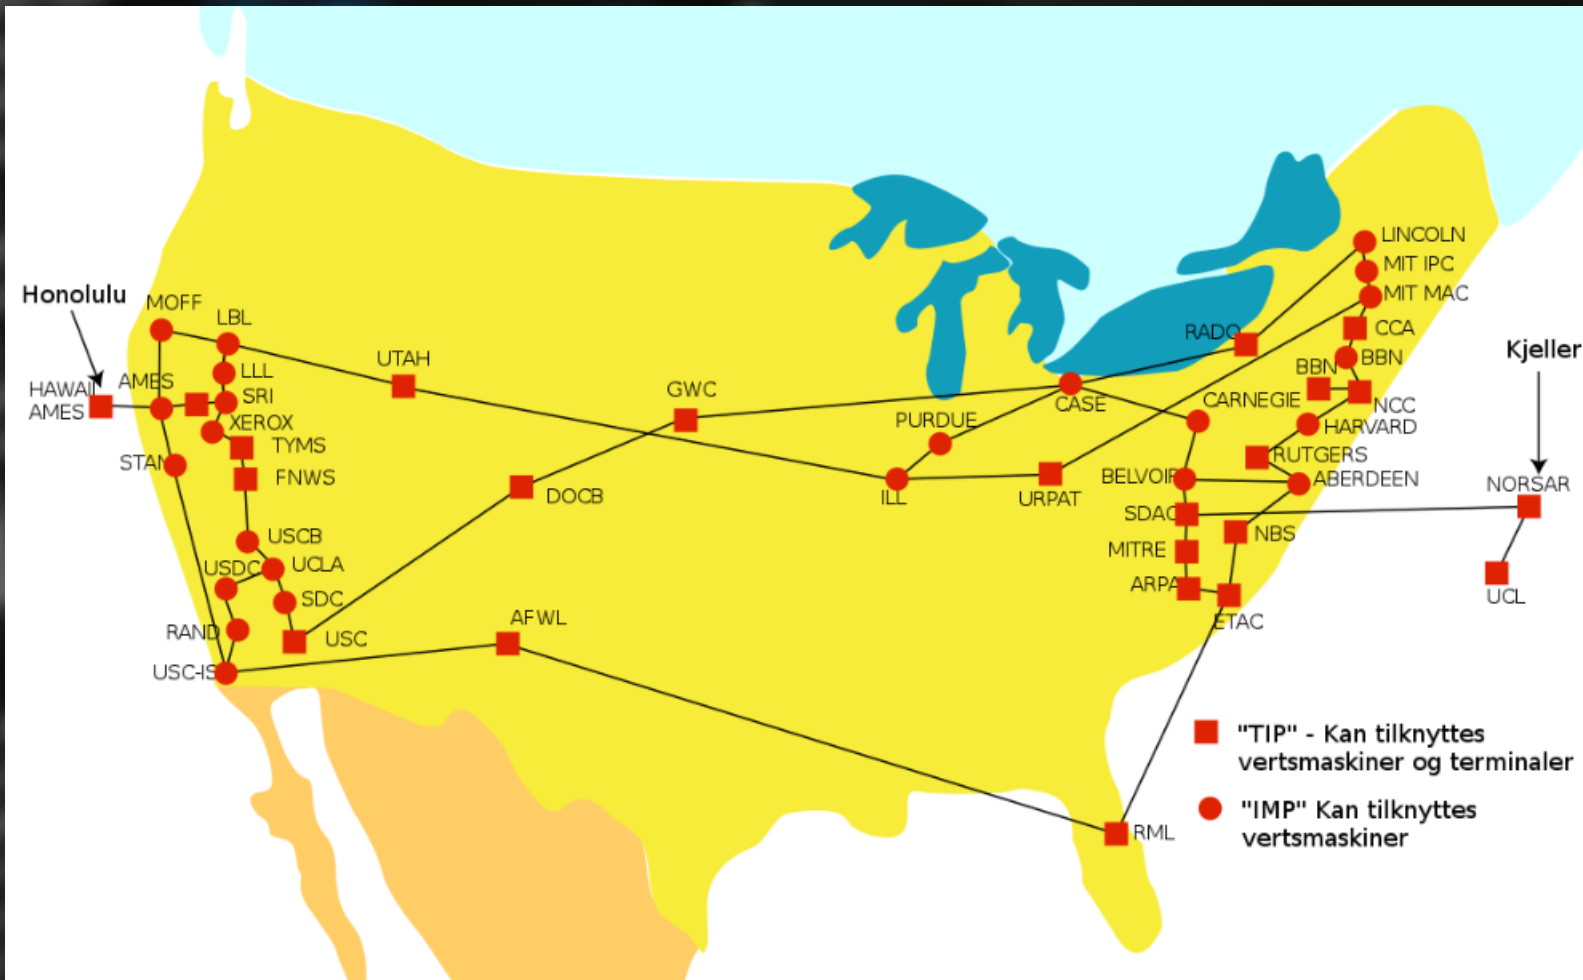 LINCOLN
MIT IPC
MIT MAC
Honolulu
MOFF
LBL
RADO
CCA
Kjeller
UTAH
BBN
BBN
LLL
AMES
HAWAII
AMES
SRI
GWC
CASE
CARNEGIE
NCC
XEROX
PURDUE
HARVARD
TYMS
STAN
RUTGERS
FNWS
BELVOIR
ABERDEEN
NORSAR
DOCB
ILL
URPAT
SDAC
USCB
NBS
MITRE
USDC
UCLA
ARPA
UCL
SDC
AFWL
ETAC
RAND
USC
USC-IS
"TIP" - Kan tilknyttes
vertsmaskiner og terminaler
"IMP" Kan tilknyttes
vertsmaskiner
RML